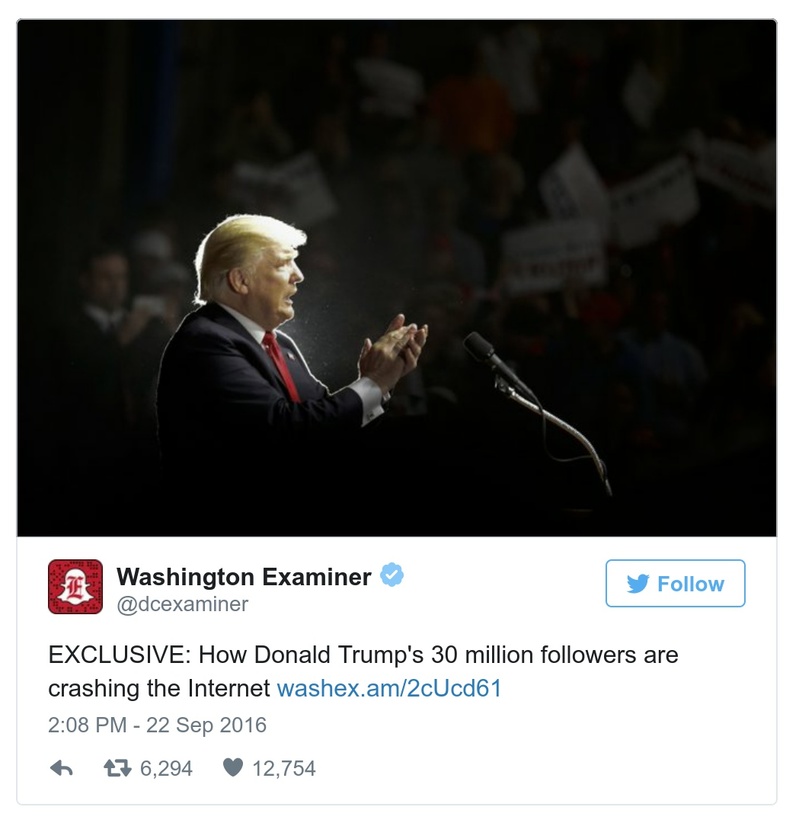 Washington Examiner
Follow
@dcexaminer
EXCLUSIVE: How Donald Trump's 30 million followers are
crashing the Internet washex.am/2cUcd61
2:08 PM - 22 Sep 2016
6,294 12,754